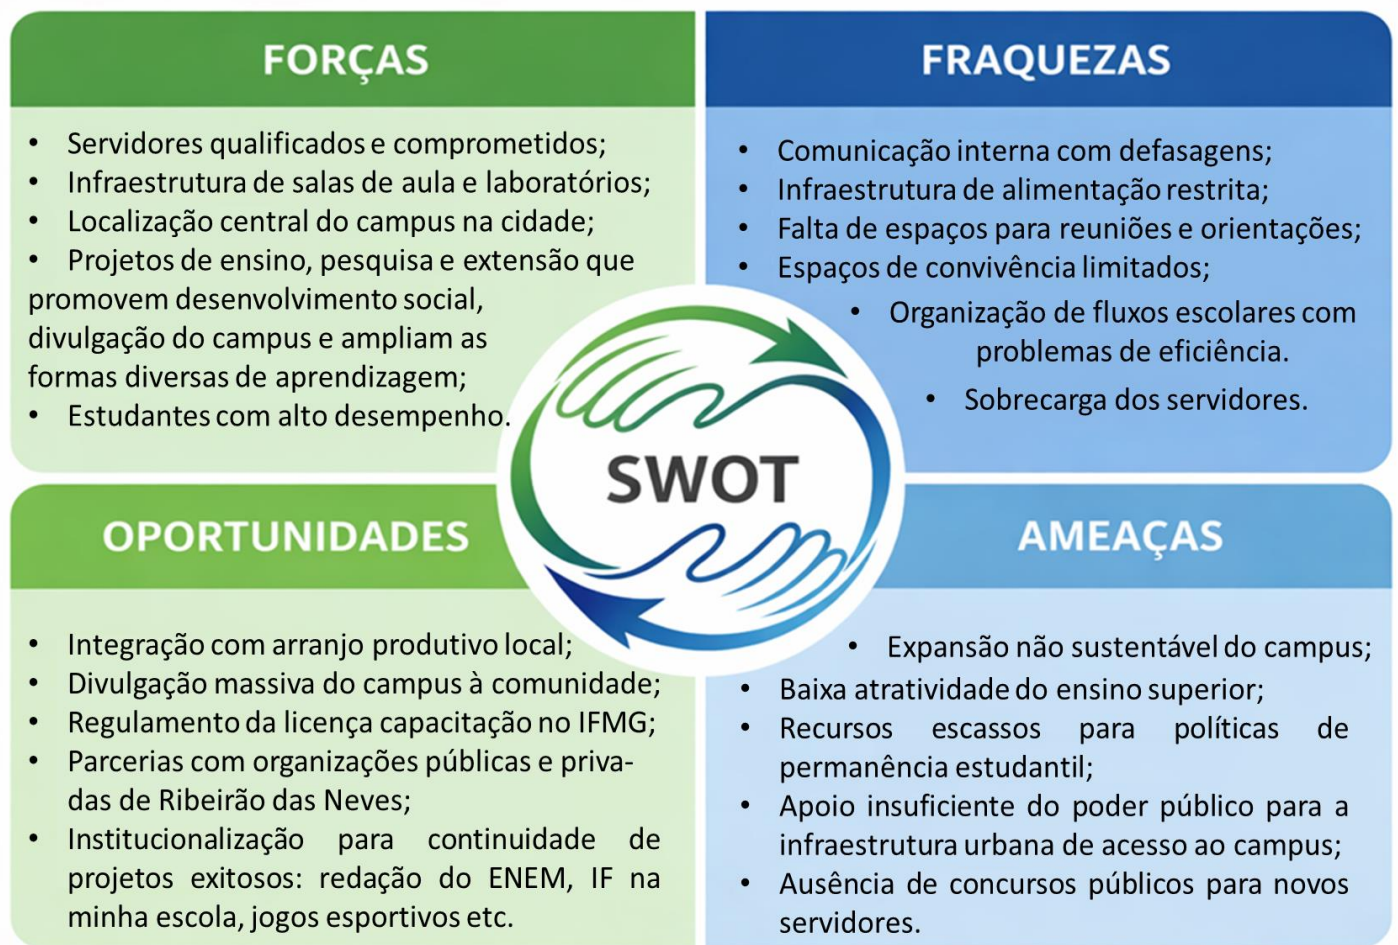 FORÇAS
• Servidores qualificados e comprometidos;
• Infraestrutura de salas de aula e laboratórios;
• Localização central do campus na cidade;
• Projetos de ensino, pesquisa e extensão que
promovem desenvolvimento social,
divulgação do campus e ampliam as
formas diversas de aprendizagem;
• Estudantes com alto desempenho.
FRAQUEZAS
• Comunicação interna com defasagens;
• Infraestrutura de alimentação restrita;
• Falta de espaços para reuniões e orientações;
• Espaços de convivência limitados;
• Organização de fluxos escolares com
problemas de eficiência.
• Sobrecarga dos servidores.
SWOT
OPORTUNIDADES
• Integração com arranjo produtivo local;
• Divulgação massiva do campus à comunidade;
• Regulamento da licença capacitação no IFMG;
• Parcerias com organizações públicas e priva-
das de Ribeirão das Neves;
• Institucionalização para continuidade de
projetos exitosos: redação do ENEM, IF na
minha escola, jogos esportivos etc.
AMEAÇAS
• Expansão não sustentável do campus;
• Baixa atratividade do ensino superior;
• Recursos escassos para políticas de
permanência estudantil;
• Apoio insuficiente do poder público para a
infraestrutura urbana de acesso ao campus;
• Ausência de concursos públicos para novos
servidores.